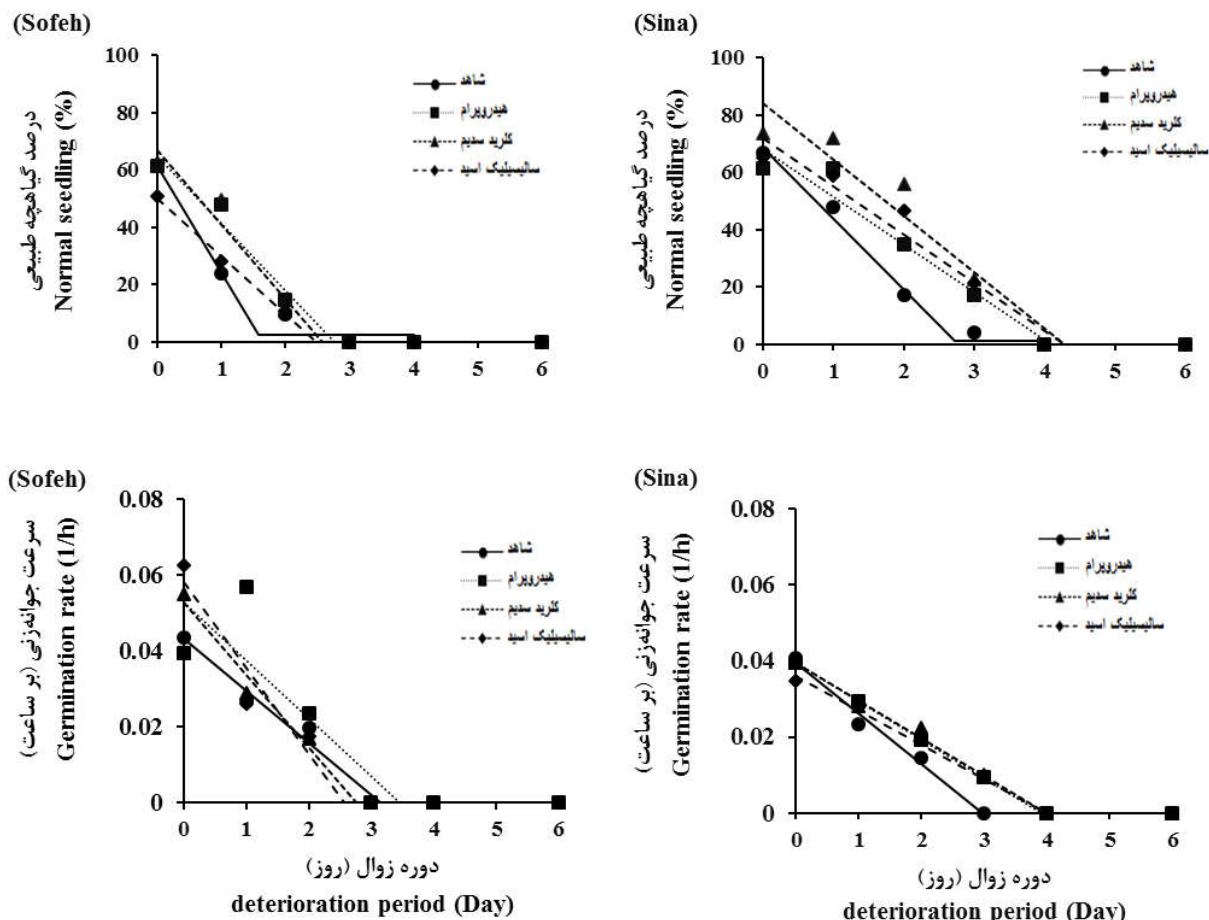 (Sofeh)
درصد گیاهچه طبیعی
Normal seedling (%)
100
80
60
40
20
0
0 1 2 3 4 5 6
شاهد
هیدروپرایم
کلرید سدیم
سالیسیلیک اسید
(Sina)
درصد گیاهچه طبیعی
Normal seedling (%)
100
80
60
40
20
0
0 1 2 3 4 5 6
شاهد
هیدروپرایم
کلرید سدیم
سالیسیلیک اسید
(Sofeh)
سرعت جوانه‌زنی (بر ساعت)
Germination rate (1/h)
0.08
0.06
0.04
0.02
0
0 1 2 3 4 5 6
شاهد
هیدروپرایم
کلرید سدیم
سالیسیلیک اسید
دوره زوال (روز)
deterioration period (Day)
(Sina)
سرعت جوانه‌زنی (بر ساعت)
Germination rate (1/h)
0.08
0.06
0.04
0.02
0
0 1 2 3 4 5 6
شاهد
هیدروپرایم
کلرید سدیم
سالیسیلیک اسید
دوره زوال (روز)
deterioration period (Day)